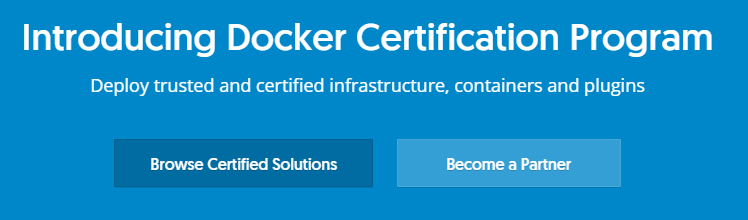 Introducing Docker Certification Program
Deploy trusted and certified infrastructure, containers and plugins
Browse Certified Solutions
Become a Partner